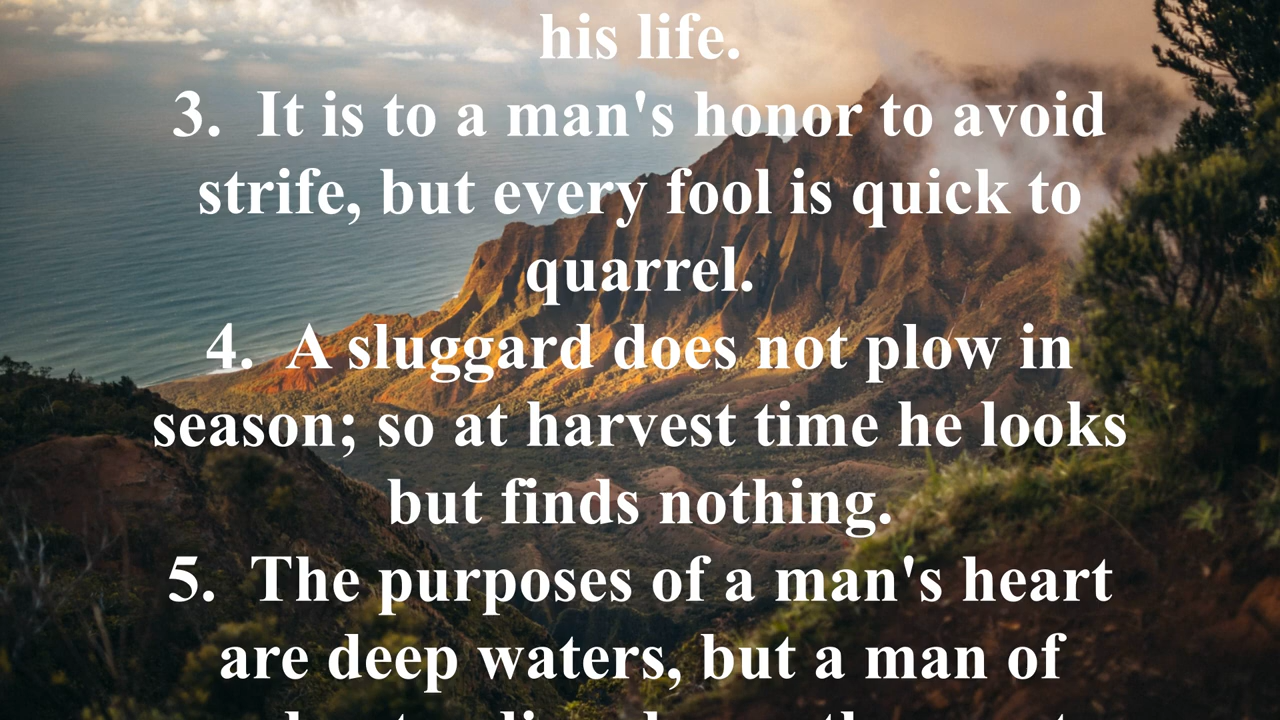 his life.
3. It is to a man's honor to avoid
strife, but every fool is quick to
quarrel.
4. A sluggard does not plow in
season; so at harvest time he looks
but finds nothing.
5. The purposes of a man's heart
are deep waters, but a man of